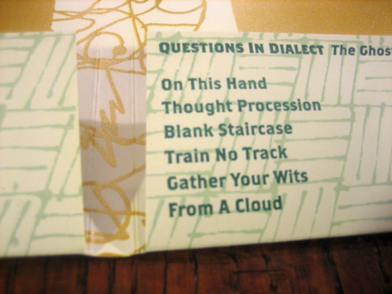 QUESTIONS IN DIALECT The Ghos
On This Hand
Thought Procession
Blank Staircase
Train No Track
Gather Your Wits
From A Cloud